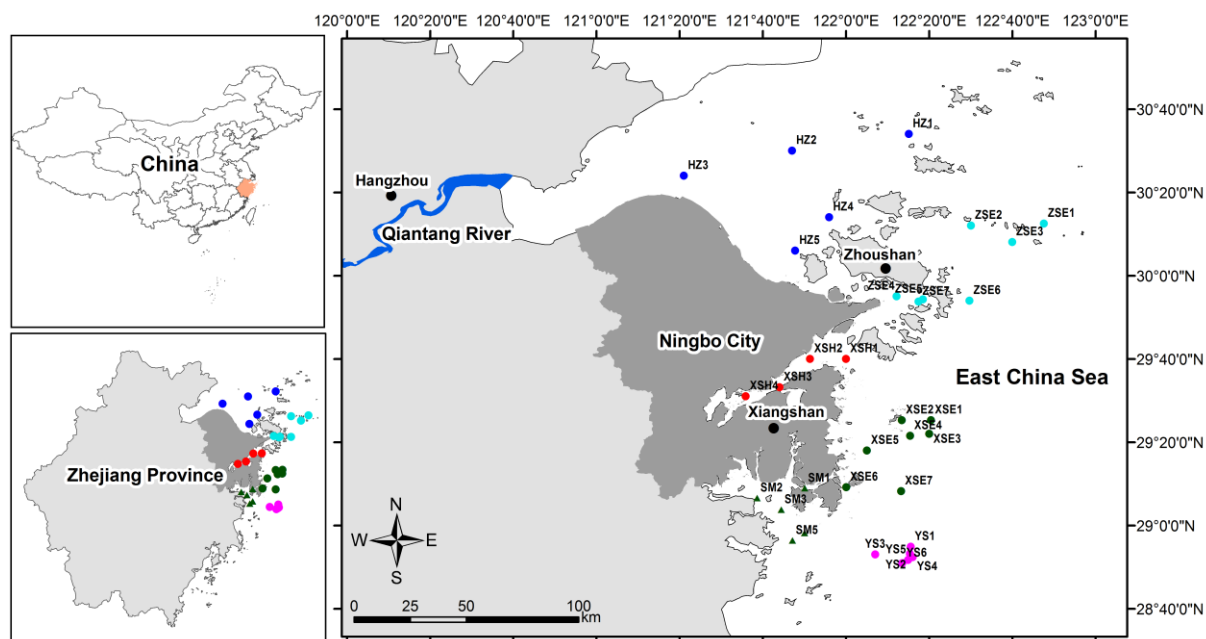 120°0'0"E 120°20'0"E 120°40'0"E 121°0'0"E 121°20'0"E 121°40'0"E 122°0'0"E 122°20'0"E 122°40'0"E 123°0'0"E
China
Zhejiang Province
30°40'0"N
30°20'0"N
30°0'0"N
29°40'0"N
29°20'0"N
29°0'0"N
28°40'0"N
HZ1
HZ2
HZ3
Hangzhou
HZ4
ZSE2
ZSE1
ZSE3
Qiantang River
HZ5
Zhoushan
ZSE4
ZSE5
ZSE7
ZSE6
Ningbo City
XSH2
XSH1
XSH3
XSH4
East China Sea
Xiangshan
XSE2
XSE1
XSE4
XSE3
XSE5
SM1
XSE6
XSE7
SM2
SM3
SM5
YS1
YS3
YS5
YS6
YS2
YS4
N
W
E
S
0 25 50 100
km